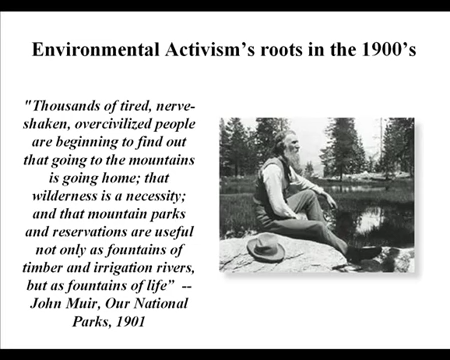 Environmental Activism's roots in the 1900's
"Thousands of tired, nerve-
shaken, overcivilized people
are beginning to find out
that going to the mountains
is going home; that
wilderness is a necessity;
and that mountain parks
and reservations are useful
not only as fountains of
timber and irrigation rivers,
but as fountains of life" --
John Muir, Our National
Parks, 1901